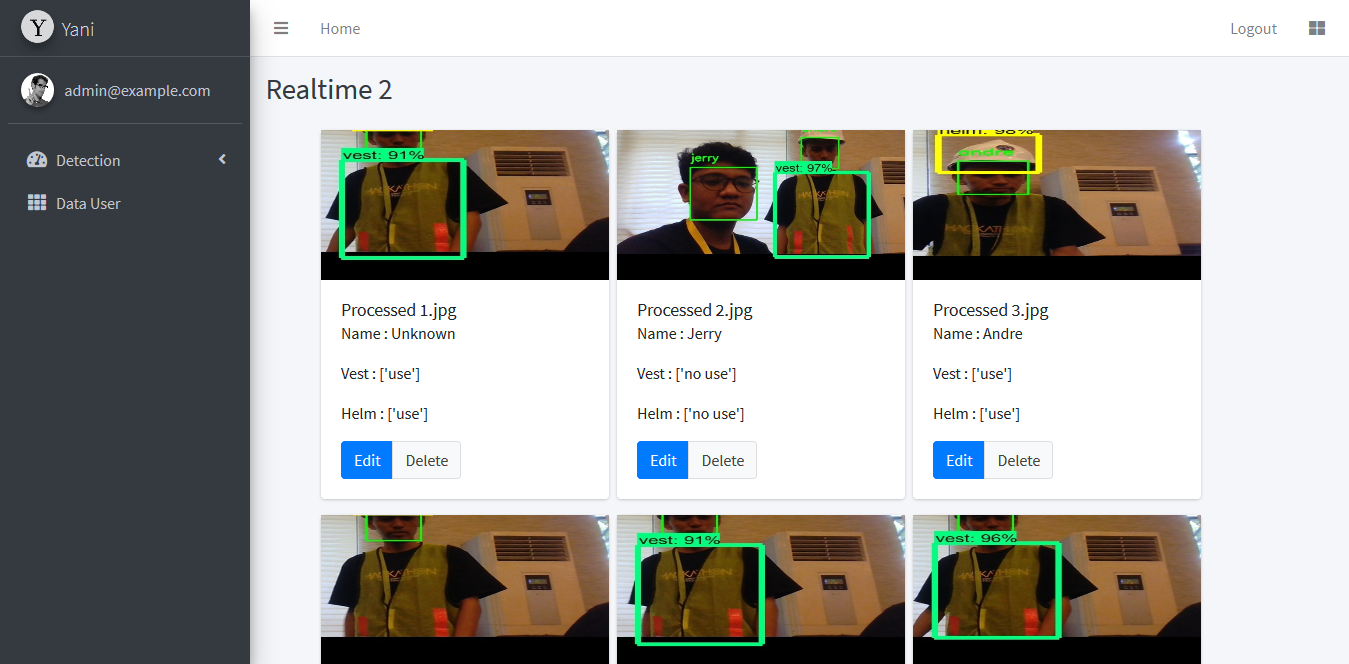 Y Yani
Home
Logout
admin@example.com
Detection
Data User
Realtime 2
vest: 91%
jerry
vest: 97%
helm: 98%
andre
HACKATHON
Processed 1.jpg
Name : Unknown
Vest : ['use']
Helm : ['use']
Edit Delete
Processed 2.jpg
Name : Jerry
Vest : ['no use']
Helm : ['no use']
Edit Delete
Processed 3.jpg
Name : Andre
Vest : ['use']
Helm : ['use']
Edit Delete
vest: 91%
vest: 96%